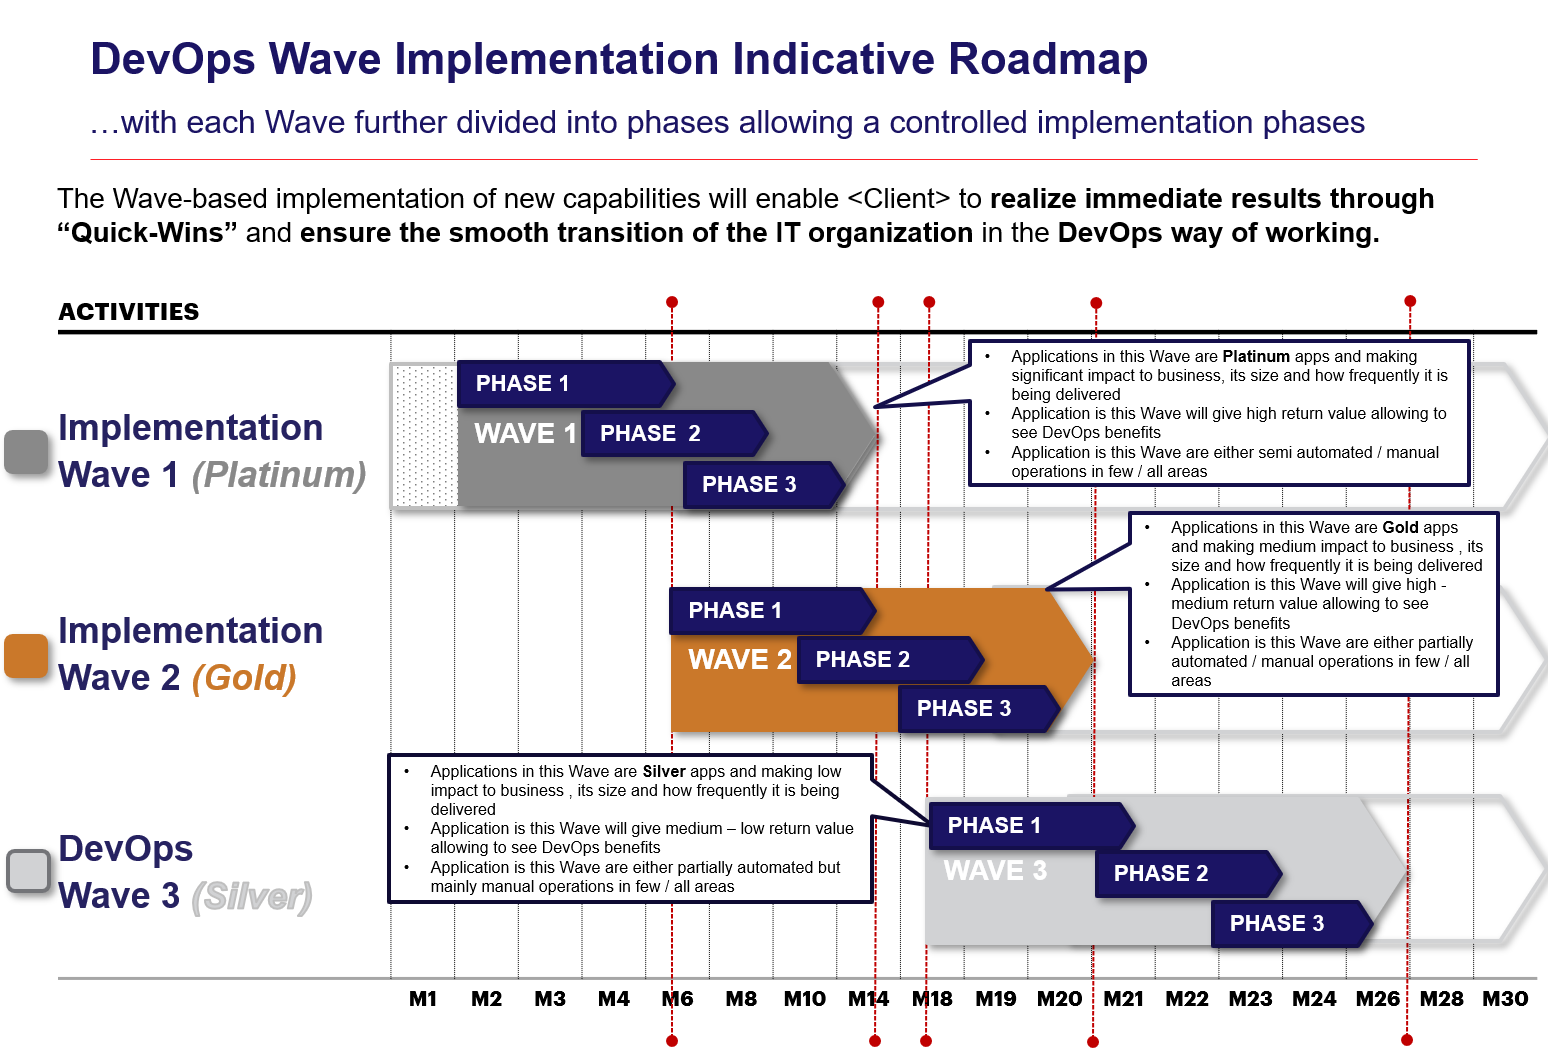 DevOps Wave Implementation Indicative Roadmap
…with each Wave further divided into phases allowing a controlled implementation phases
The Wave-based implementation of new capabilities will enable <Client> to realize immediate results through
“Quick-Wins” and ensure the smooth transition of the IT organization in the DevOps way of working.
ACTIVITIES
Implementation
Wave 1 (Platinum)
PHASE 1
WAVE 1
PHASE 2
PHASE 3
• Applications in this Wave are Platinum apps and making
significant impact to business, its size and how frequently it is
being delivered
• Application is this Wave will give high return value allowing to
see DevOps benefits
• Application is this Wave are either semi automated / manual
operations in few / all areas
Implementation
Wave 2 (Gold)
PHASE 1
WAVE 2
PHASE 2
PHASE 3
• Applications in this Wave are Gold apps
and making medium impact to business , its
size and how frequently it is being delivered
• Application is this Wave will give high -
medium return value allowing to see
DevOps benefits
• Application is this Wave are either partially
automated / manual operations in few / all
areas
• Applications in this Wave are Silver apps and making low
impact to business , its size and how frequently it is being
delivered
• Application is this Wave will give medium – low return value
allowing to see DevOps benefits
• Application is this Wave are either partially automated but
mainly manual operations in few / all areas
DevOps
Wave 3 (Silver)
PHASE 1
WAVE 3
PHASE 2
PHASE 3
M1 M2 M3 M4 M6 M8 M10 M14 M18 M19 M20 M21 M22 M23 M24 M26 M28 M30